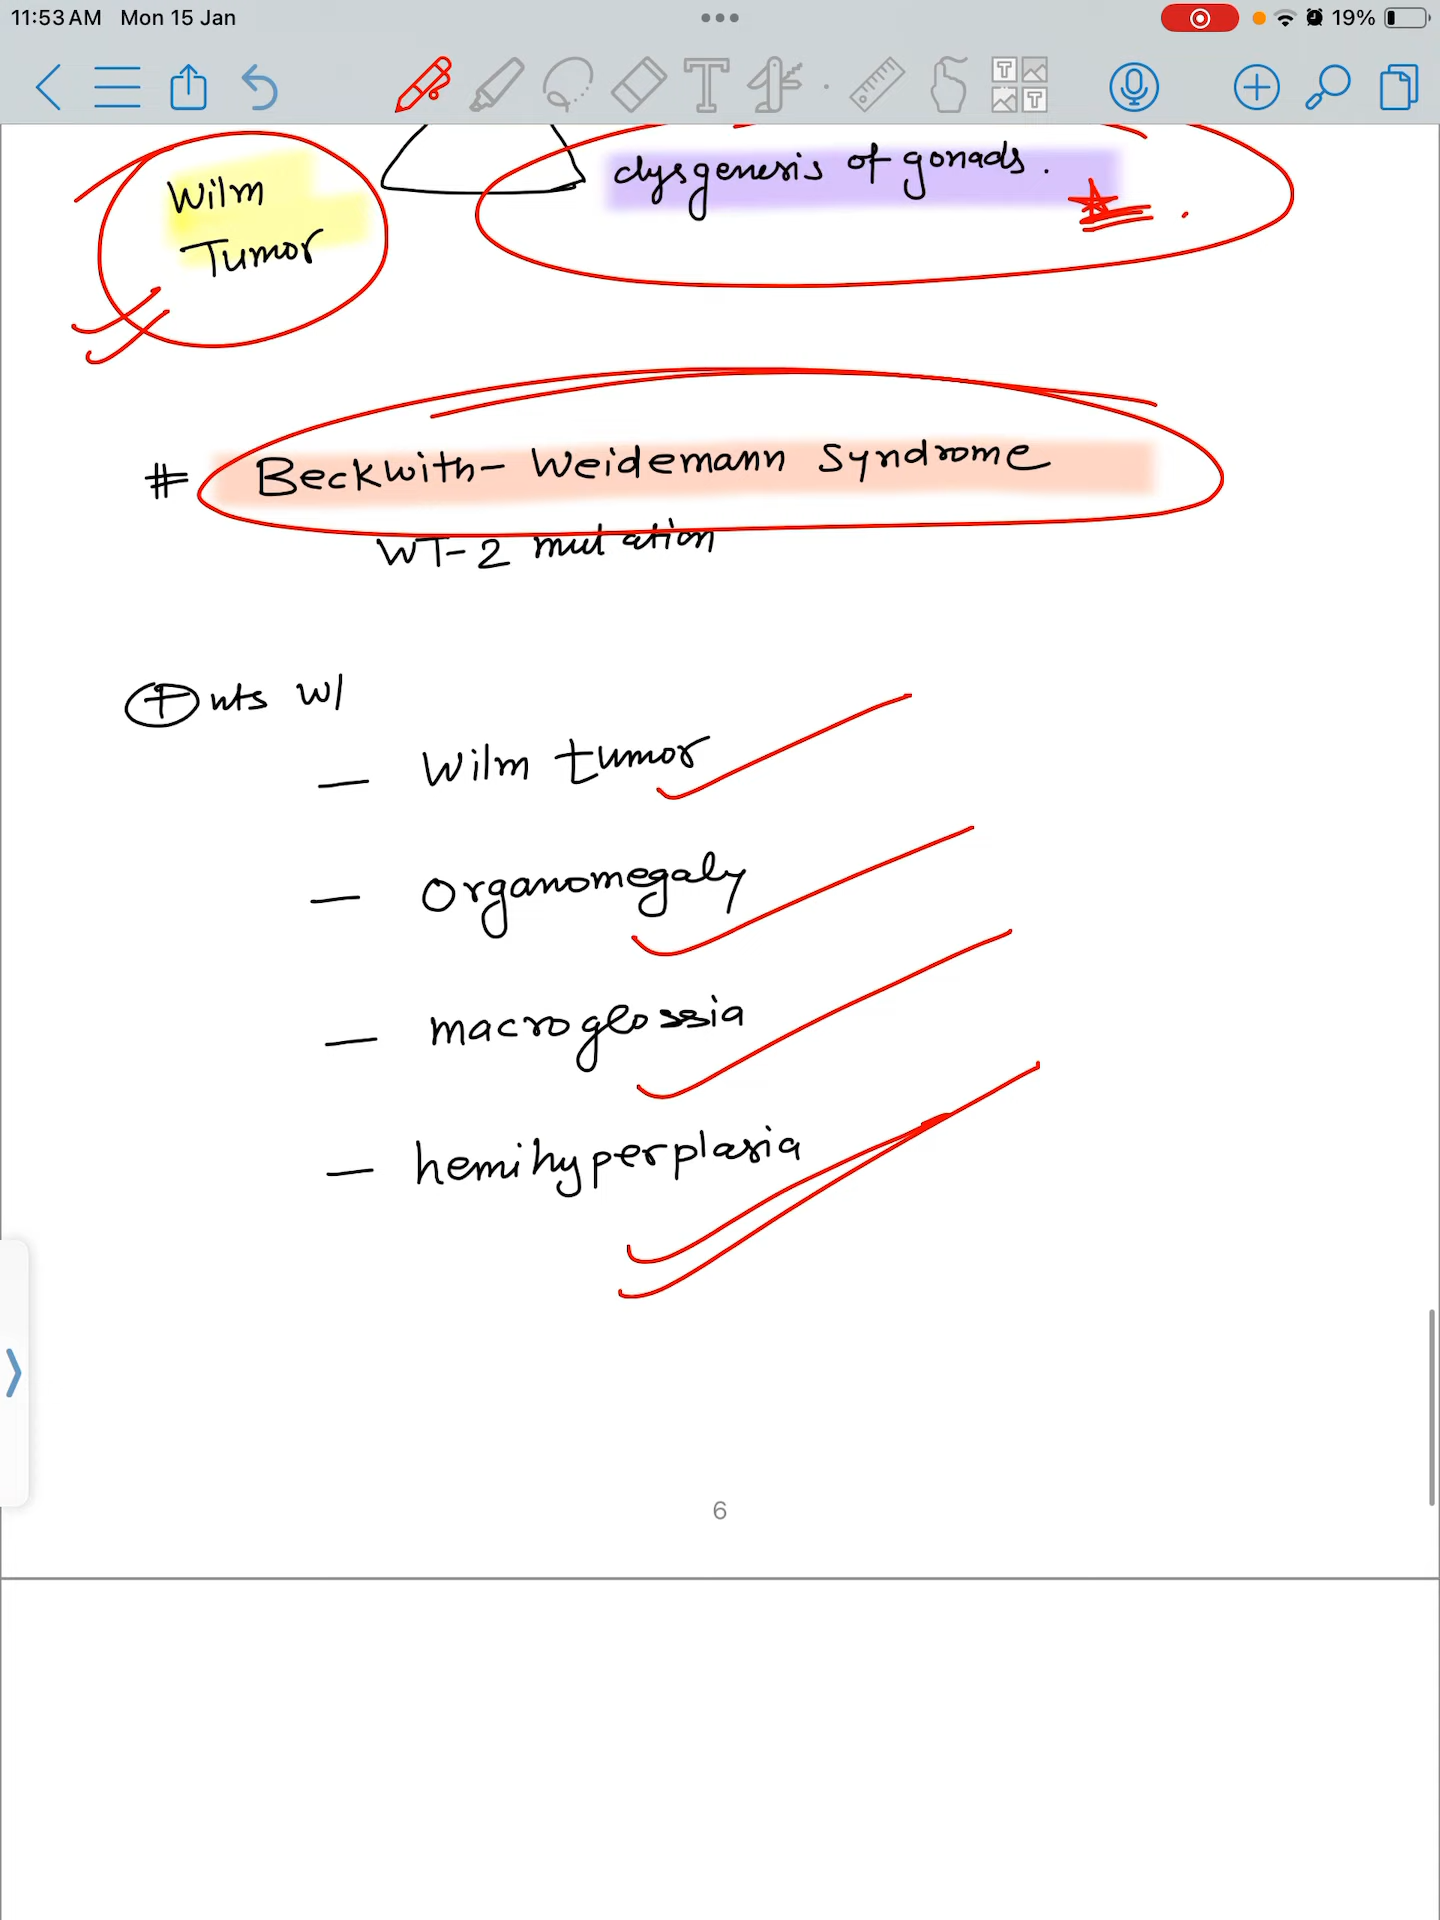 11:53 AM Mon 15 Jan
19%
dysgenesis of gonads.
Wilm
Tumor
# Beckwith- Weidemann Syndrome
WT-2 mutation
nts w/
— Wilm tumor
— Organomegaly
— macroglossia
— hemihyperplasia
6